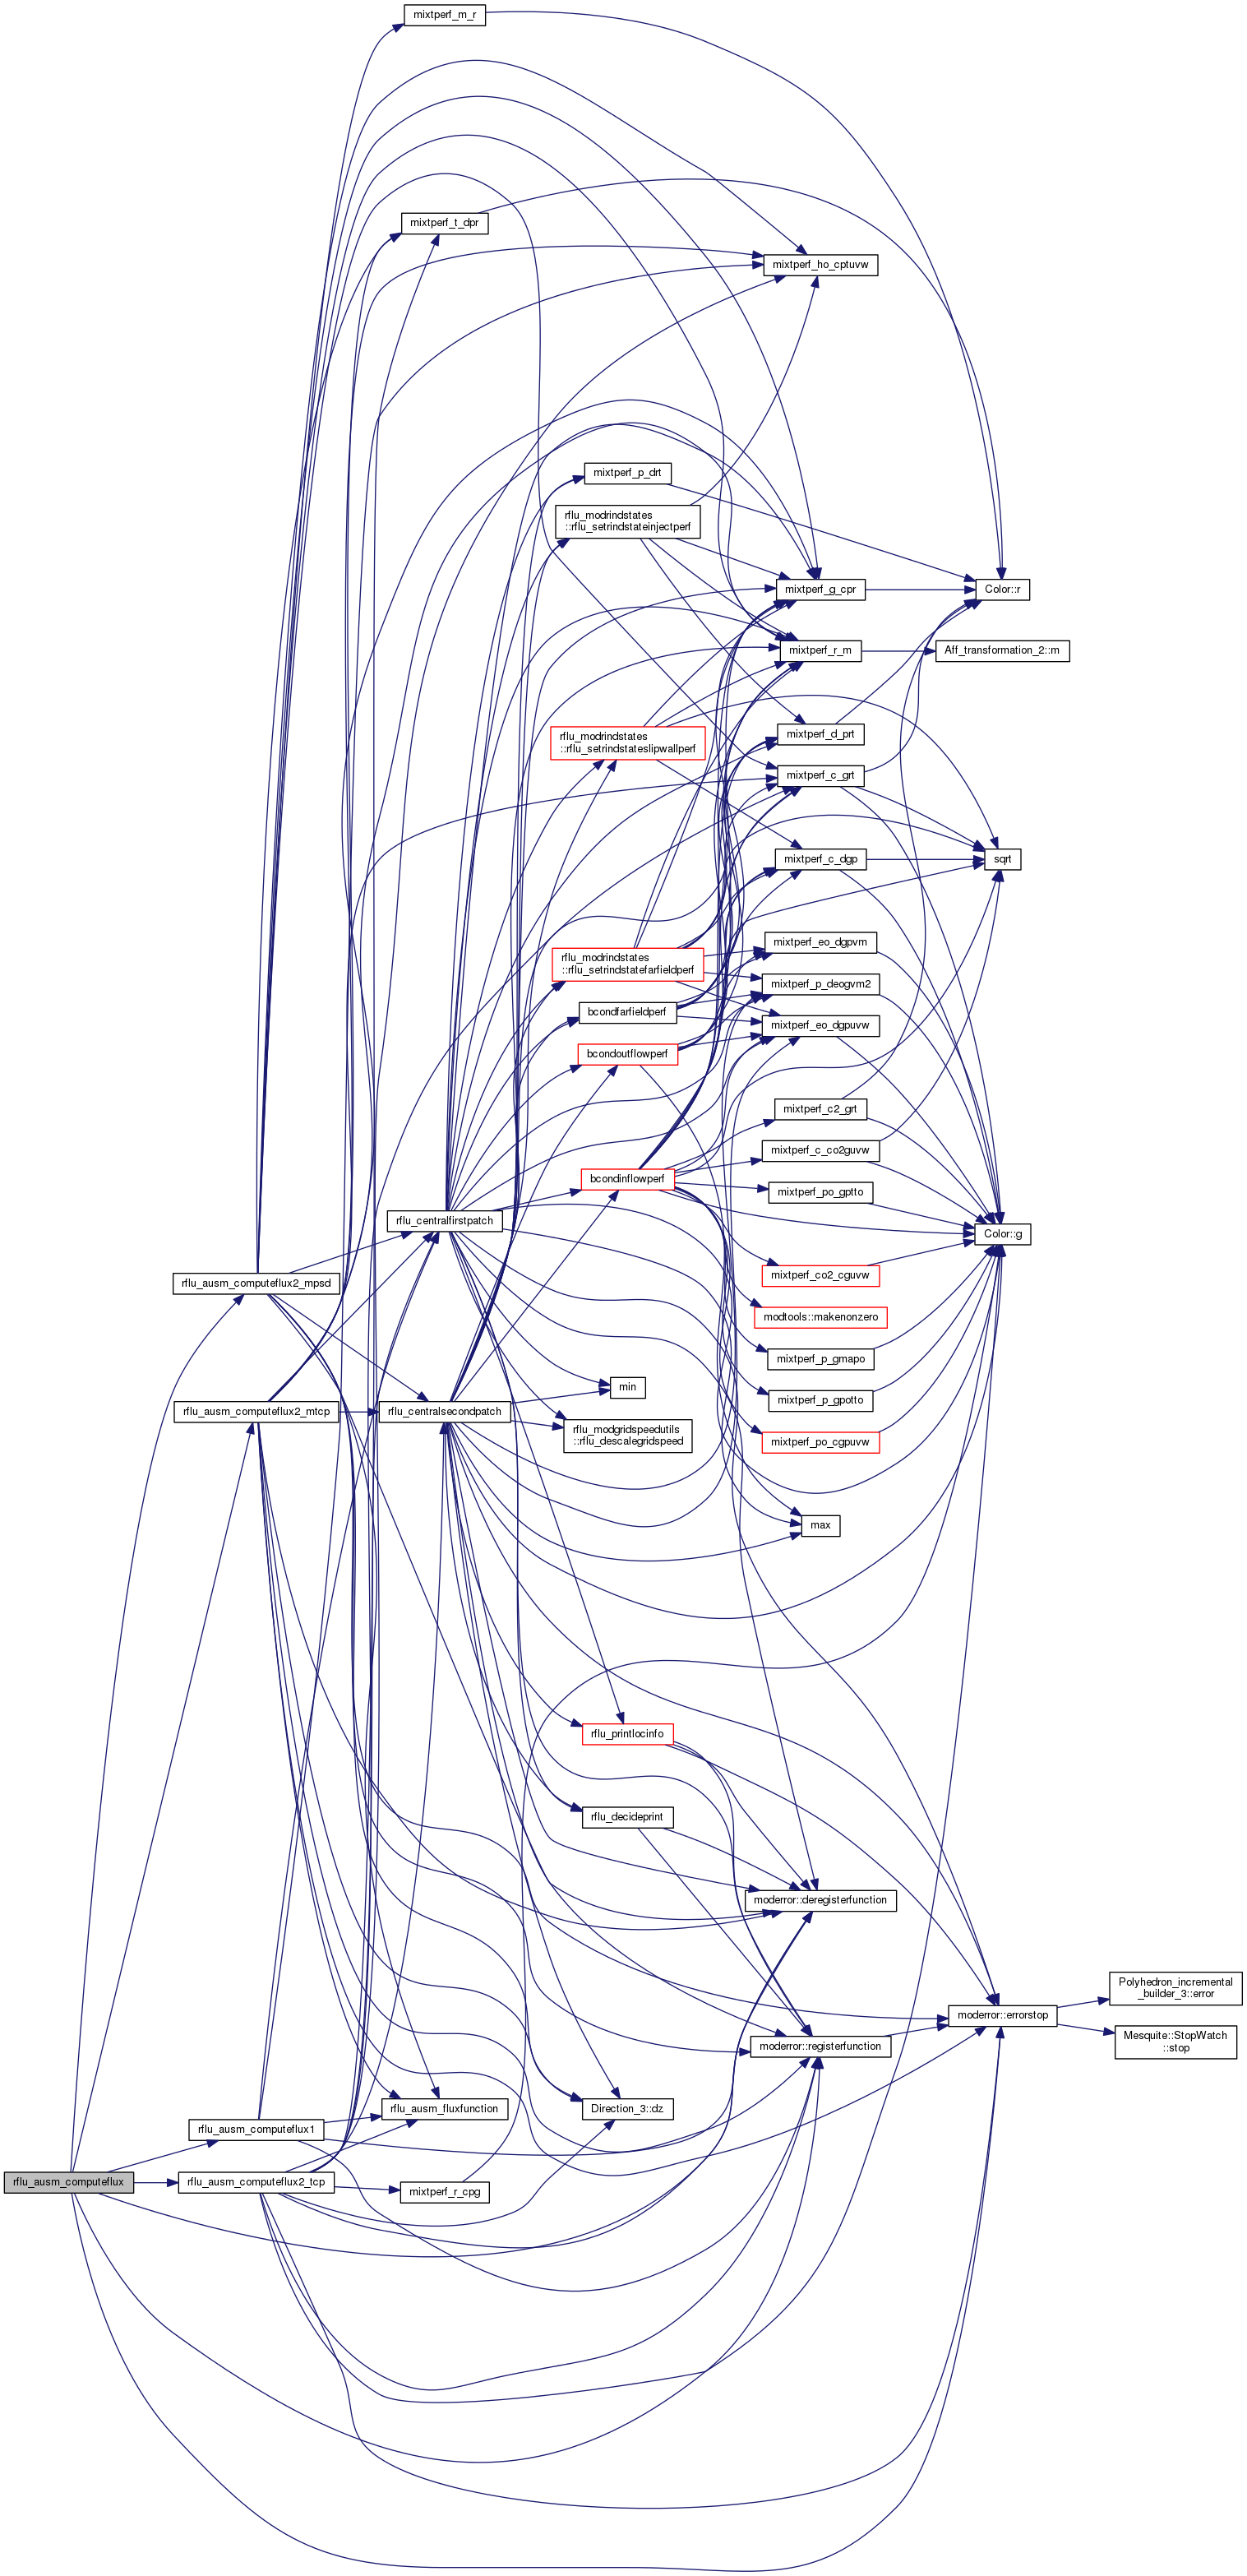 mixtperf_m_r
mixtperf_t_dpr
mixtperf_ho_cptuvw
mixtperf_p_drt
rflu_modrindstates
::rflu_setrindstateinjectperf
mixtperf_g_cpr
Color::r
mixtperf_r_m
Aff_transformation_2::m
rflu_modrindstates
::rflu_setrindstateslipwallperf
mixtperf_d_prt
mixtperf_c_grt
mixtperf_c_dgp
sqrt
rflu_modrindstates
::rflu_setrindstatefarfieldperf
mixtperf_eo_dgpvm
mixtperf_p_deogvm2
bcondfarfieldperf
mixtperf_eo_dgpuvw
bcondoutflowperf
mixtperf_c2_grt
mixtperf_c_co2guvw
bcondinflowperf
mixtperf_po_gptto
rflu_centralfirstpatch
Color::g
rflu_ausm_computeflux2_mpsd
mixtperf_co2_cguvw
modtools::makenonzero
mixtperf_p_gmapo
min
mixtperf_p_gpotto
rflu_ausm_computeflux2_mtcp
rflu_centralsecondpatch
rflu_modgridspeedutils
::rflu_descalegridspeed
mixtperf_po_cgpuvw
max
rflu_printlocinfo
rflu_decideprint
moderror::deregisterfunction
Polyhedron_incremental
_builder_3::error
moderror::errorstop
Mesquite::StopWatch
::stop
moderror::registerfunction
rflu_ausm_fluxfunction
Direction_3::dz
rflu_ausm_computeflux1
rflu_ausm_computeflux
rflu_ausm_computeflux2_tcp
mixtperf_r_cpg